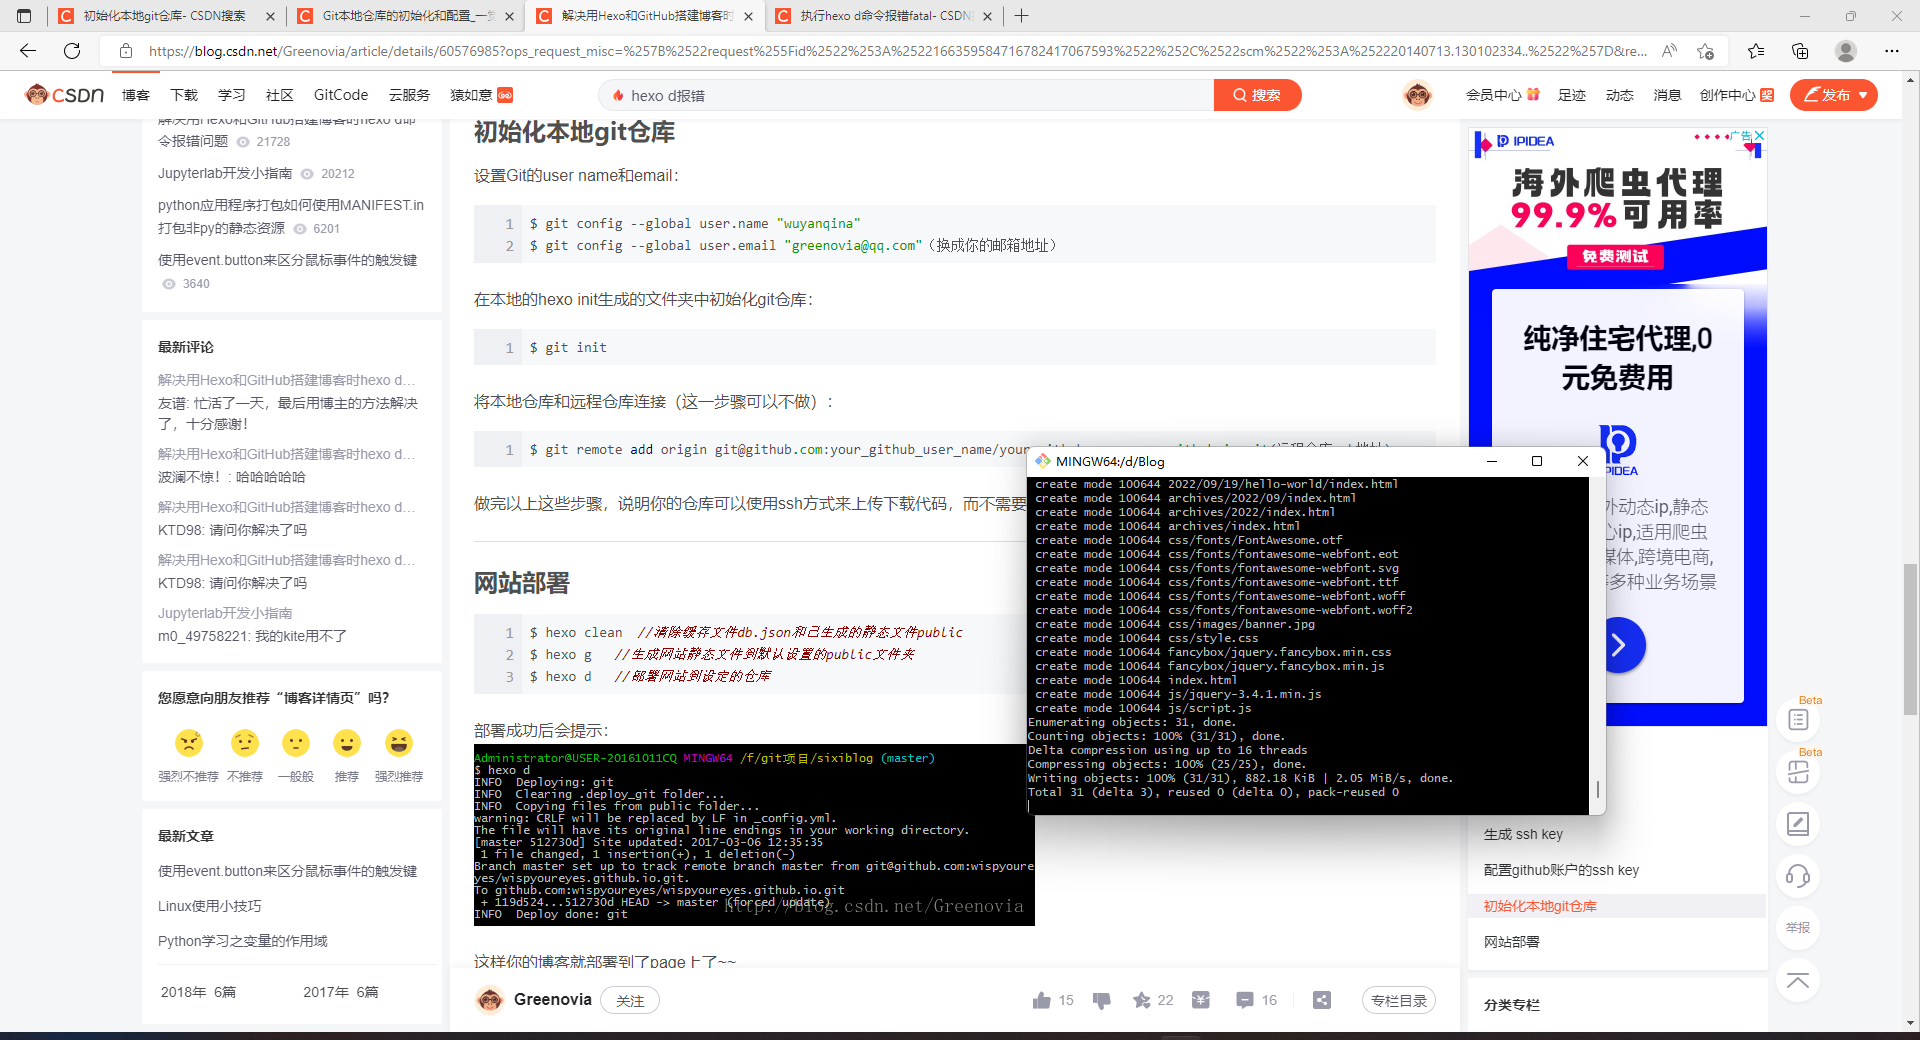 初始化本地git仓库- CSDN搜索
Git本地仓库的初始化和配置_一
解决用Hexo和GitHub搭建博客时
执行hexo d命令报错fatal- CSDN
https://blog.csdn.net/Greenovia/article/details/60576985?ops_request_misc=%257B%2522request%255Fid%2522%253A%2522166359584716782417067593%2522%252C%2522scm%2522%253A%252220140713.130102334..%2522%257D&re...
CSDN 博客 下载 学习 社区 GitCode 云服务 猿如意
hexo d报错 搜索
会员中心 足迹 动态 消息 创作中心 奖 发布
解决用Hexo和GitHub搭建博客时hexo d命
令报错问题 21728
Jupyterlab开发小指南 20212
python应用程序打包如何使用MANIFEST.in
打包非py的静态资源 6201
使用event.button来区分鼠标事件的触发键
3640
最新评论
解决用Hexo和GitHub搭建博客时hexo d...
友谱: 忙活了一天，最后用博主的方法解决
了，十分感谢！
解决用Hexo和GitHub搭建博客时hexo d...
波澜不惊！: 哈哈哈哈哈
解决用Hexo和GitHub搭建博客时hexo d...
KTD98: 请问你解决了吗
解决用Hexo和GitHub搭建博客时hexo d...
KTD98: 请问你解决了吗
Jupyterlab开发小指南
m0_49758221: 我的kite用不了
您愿意向朋友推荐“博客详情页”吗?
强烈不推荐 不推荐 一般般 推荐 强烈推荐
最新文章
使用event.button来区分鼠标事件的触发键
Linux使用小技巧
Python学习之变量的作用域
2018年 6篇 2017年 6篇
初始化本地git仓库
设置Git的user name和email：
1 $ git config --global user.name "wuyanqina"
2 $ git config --global user.email "greenovia@qq.com"（换成你的邮箱地址）
在本地的hexo init生成的文件夹中初始化git仓库：
1 $ git init
将本地仓库和远程仓库连接（这一步骤可以不做）：
1 $ git remote add origin git@github.com:your_github_user_name/your
做完以上这些步骤，说明你的仓库可以使用ssh方式来上传下载代码，而不需要
网站部署
1 $ hexo clean //清除缓存文件db.json和已生成的静态文件public
2 $ hexo g //生成网站静态文件到默认设置的public文件夹
3 $ hexo d //部署网站到设定的仓库
部署成功后会提示：
Administrator@USER-20161011CQ MINGW64 /f/git项目/sixiblog (master)
$ hexo d
INFO  Deploying: git
INFO  Clearing .deploy_git folder...
INFO  Copying files from public folder...
warning: CRLF will be replaced by LF in _config.yml.
The file will have its original line endings in your working directory.
[master 512730d] Site updated: 2017-03-06 12:35:35
1 file changed, 1 insertion(+), 1 deletion(-)
Branch master set up to track remote branch master from git@github.com:wispyoure
yes/wispyoureyes.github.io.git.
To github.com:wispyoureyes/wispyoureyes.github.io.git
+ 119d524...512730d HEAD -> master (forced update)
INFO  Deploy done: git
http://blog.csdn.net/Greenovia
这样你的博客就部署到了page上了~~
Greenovia 关注
15 22 16 专栏目录
MINGW64:/d/Blog
create mode 100644 2022/09/19/hello-world/index.html
create mode 100644 archives/2022/09/index.html
create mode 100644 archives/2022/index.html
create mode 100644 archives/index.html
create mode 100644 css/fonts/FontAwesome.otf
create mode 100644 css/fonts/fontawesome-webfont.eot
create mode 100644 css/fonts/fontawesome-webfont.svg
create mode 100644 css/fonts/fontawesome-webfont.ttf
create mode 100644 css/fonts/fontawesome-webfont.woff
create mode 100644 css/fonts/fontawesome-webfont.woff2
create mode 100644 css/images/banner.jpg
create mode 100644 css/style.css
create mode 100644 fancybox/jquery.fancybox.min.css
create mode 100644 fancybox/jquery.fancybox.min.js
create mode 100644 index.html
create mode 100644 js/jquery-3.4.1.min.js
create mode 100644 js/script.js
Enumerating objects: 31, done.
Counting objects: 100% (31/31), done.
Delta compression using up to 16 threads
Compressing objects: 100% (25/25), done.
Writing objects: 100% (31/31), 882.18 KiB | 2.05 MiB/s, done.
Total 31 (delta 3), reused 0 (delta 0), pack-reused 0
广告
IPIDEA
海外爬虫代理
99.9%可用率
免费测试
纯净住宅代理,0
元免费用
PIDEA
外动态ip,静态
心ip,适用爬虫
媒体,跨境电商,
多种业务场景
生成 ssh key
配置github账户的ssh key
初始化本地git仓库
网站部署
分类专栏
Beta
Beta
举报